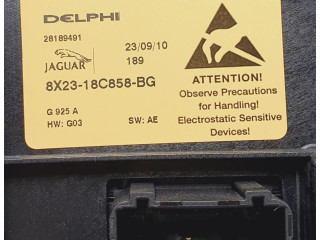 DELPHI
28189491
23/09/10
JAGUAR
189
8X23-18C858-BG
G 925 A
HW: G03
SW: AE
ATTENTION!
Observe Precautions
for Handling!
Electrostatic Sensitive
Devices!